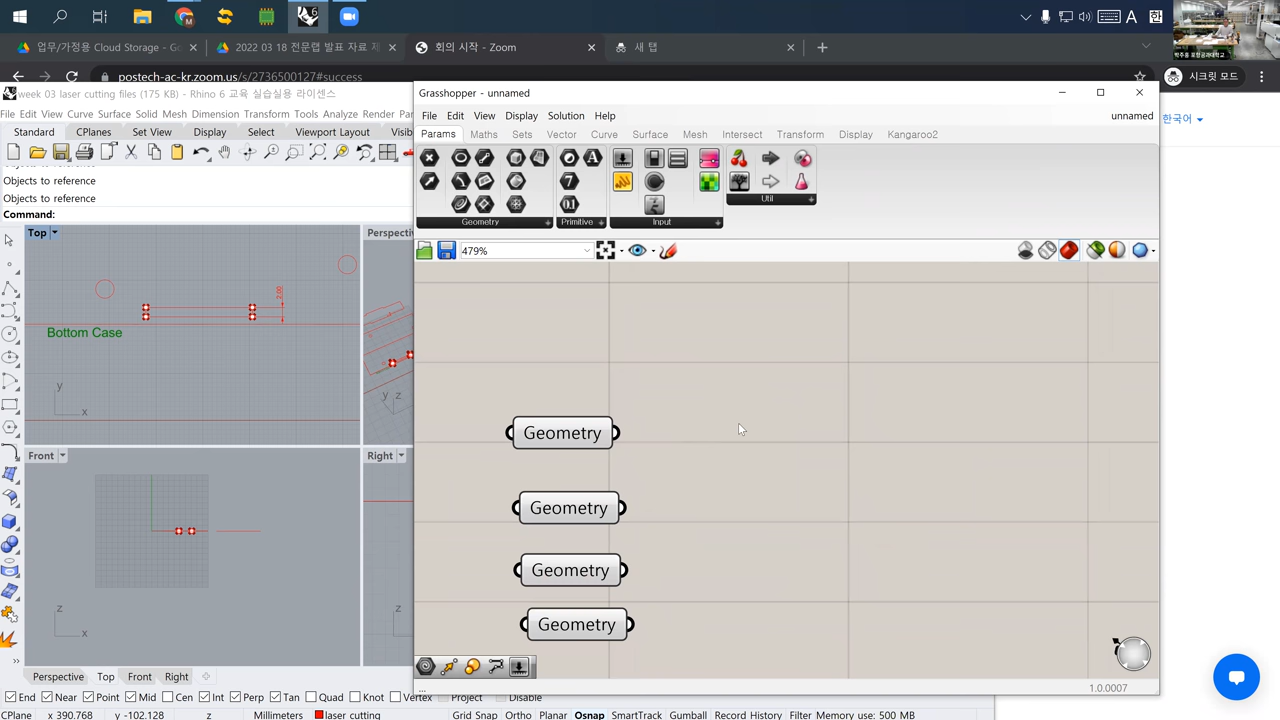 업무/가정용 Cloud Storage - Go
2022 03 18 전문랩 발표 자료 제
회의 시작 - Zoom
새 탭
postech-ac-kr.zoom.us/s/2736500127#success
시크릿 모드
한국어
A
한
week 03 laser cutting files (175 KB) - Rhino 6 교육 실습실용 라이센스
File Edit View Curve Surface Solid Mesh Dimension Transform Tools Analyze Render
Standard CPlanes Set View Display Select Viewport Layout
Objects to reference
Objects to reference
Command:
Top
Bottom Case
2.00
y
x
Front
z
x
Right
z
y
Perspective Top Front Right
End Near Point Mid Cen Int Perp Tan Quad Knot Vertex Project Disable
CPlane x 390.768 y -102.128 z Millimeters laser cutting Grid Snap Ortho Planar Osnap SmartTrack Gumball Record History Filter Memory use: 500 MB
Grasshopper - unnamed
File Edit View Display Solution Help
unnamed
Params Maths Sets Vector Curve Surface Mesh Intersect Transform Display Kangaroo2
Geometry Primitive Input Util
479%
Geometry
Geometry
Geometry
Geometry
...
1.0.0007